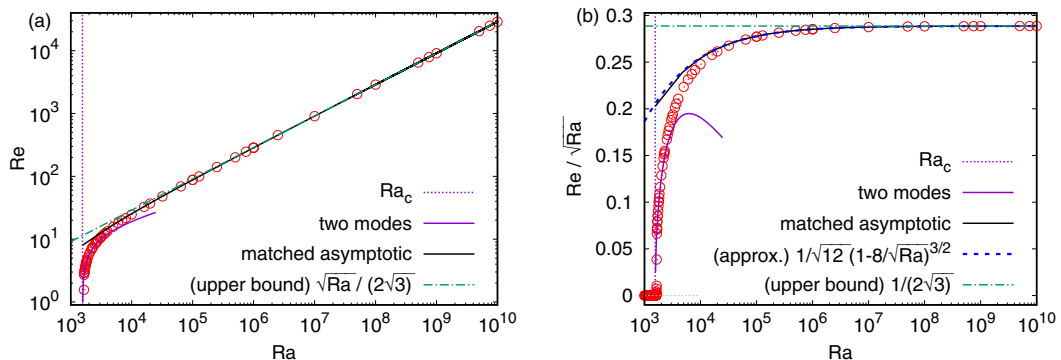 (a)
Re
10^4
10^3
10^2
10^1
10^0
Ra_c
two modes
matched asymptotic
(upper bound) √Ra / (2√3)
10^3 10^4 10^5 10^6 10^7 10^8 10^9 10^10
Ra
(b)
Re / √Ra
0.3
0.25
0.2
0.15
0.1
0.05
0
Ra_c
two modes
matched asymptotic
(approx.) 1/√12 (1-8/√Ra)^3/2
(upper bound) 1/(2√3)
10^3 10^4 10^5 10^6 10^7 10^8 10^9 10^10
Ra